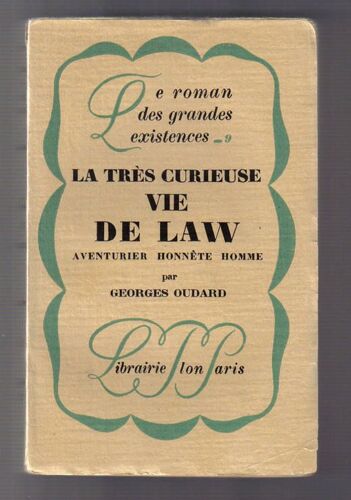 Le roman
des grandes
existences - 9
LA TRÈS CURIEUSE
VIE
DE LAW
AVENTURIER HONNÊTE HOMME
par
GEORGES OUDARD
Librairie Plon Paris